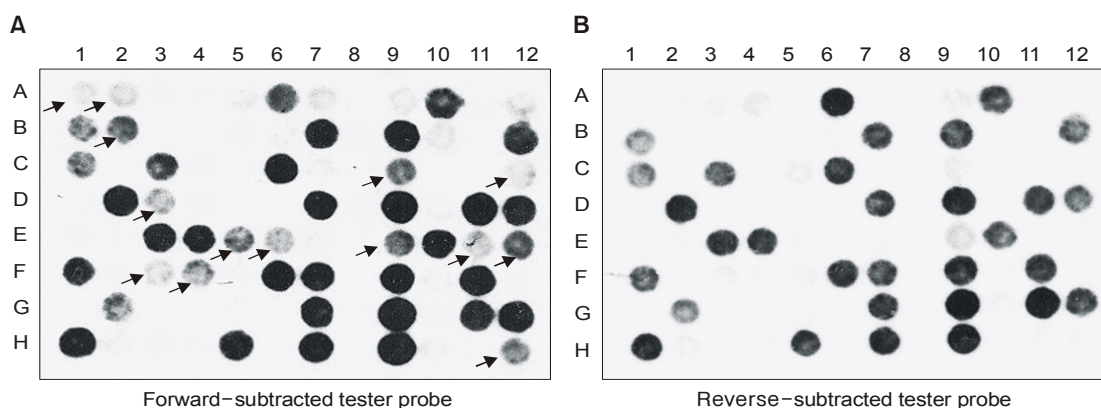 A
1 2 3 4 5 6 7 8 9 10 11 12
A
B
C
D
E
F
G
H
Forward-subtracted tester probe
B
1 2 3 4 5 6 7 8 9 10 11 12
A
B
C
D
E
F
G
H
Reverse-subtracted tester probe